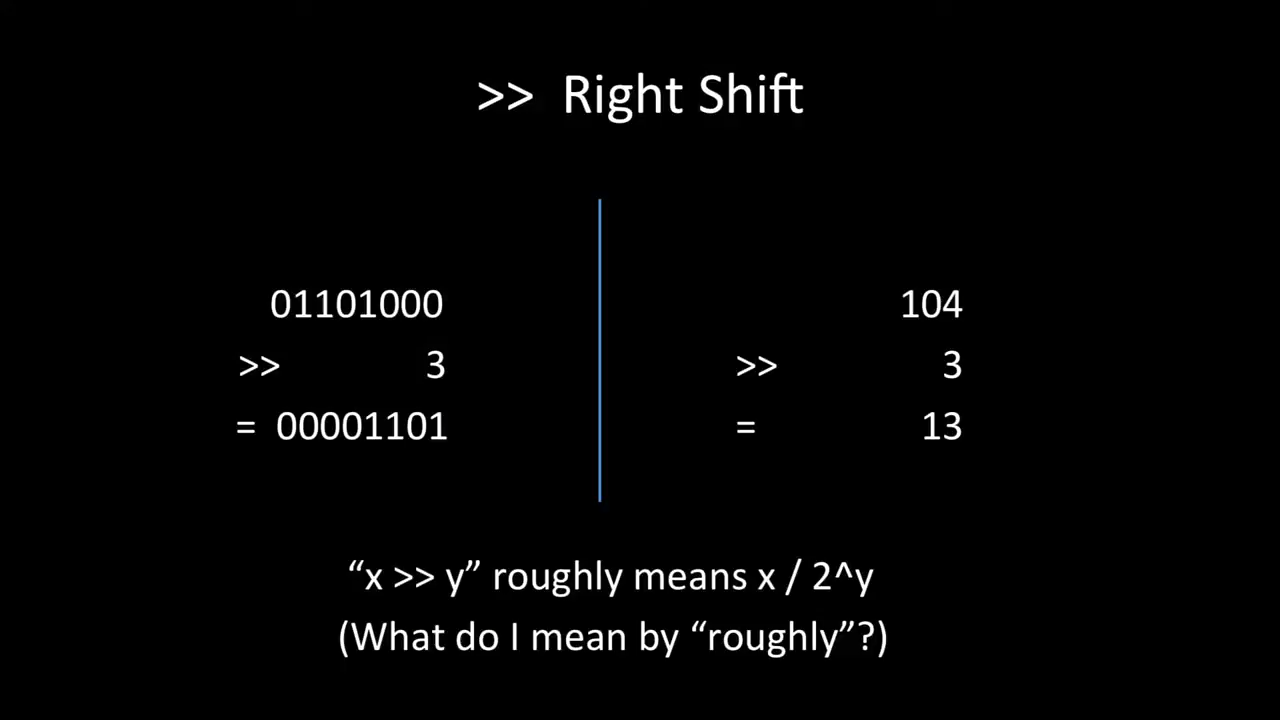 >> Right Shift
01101000
>> 3
= 00001101
104
>> 3
= 13
“x >> y” roughly means x / 2^y
(What do I mean by “roughly”?)